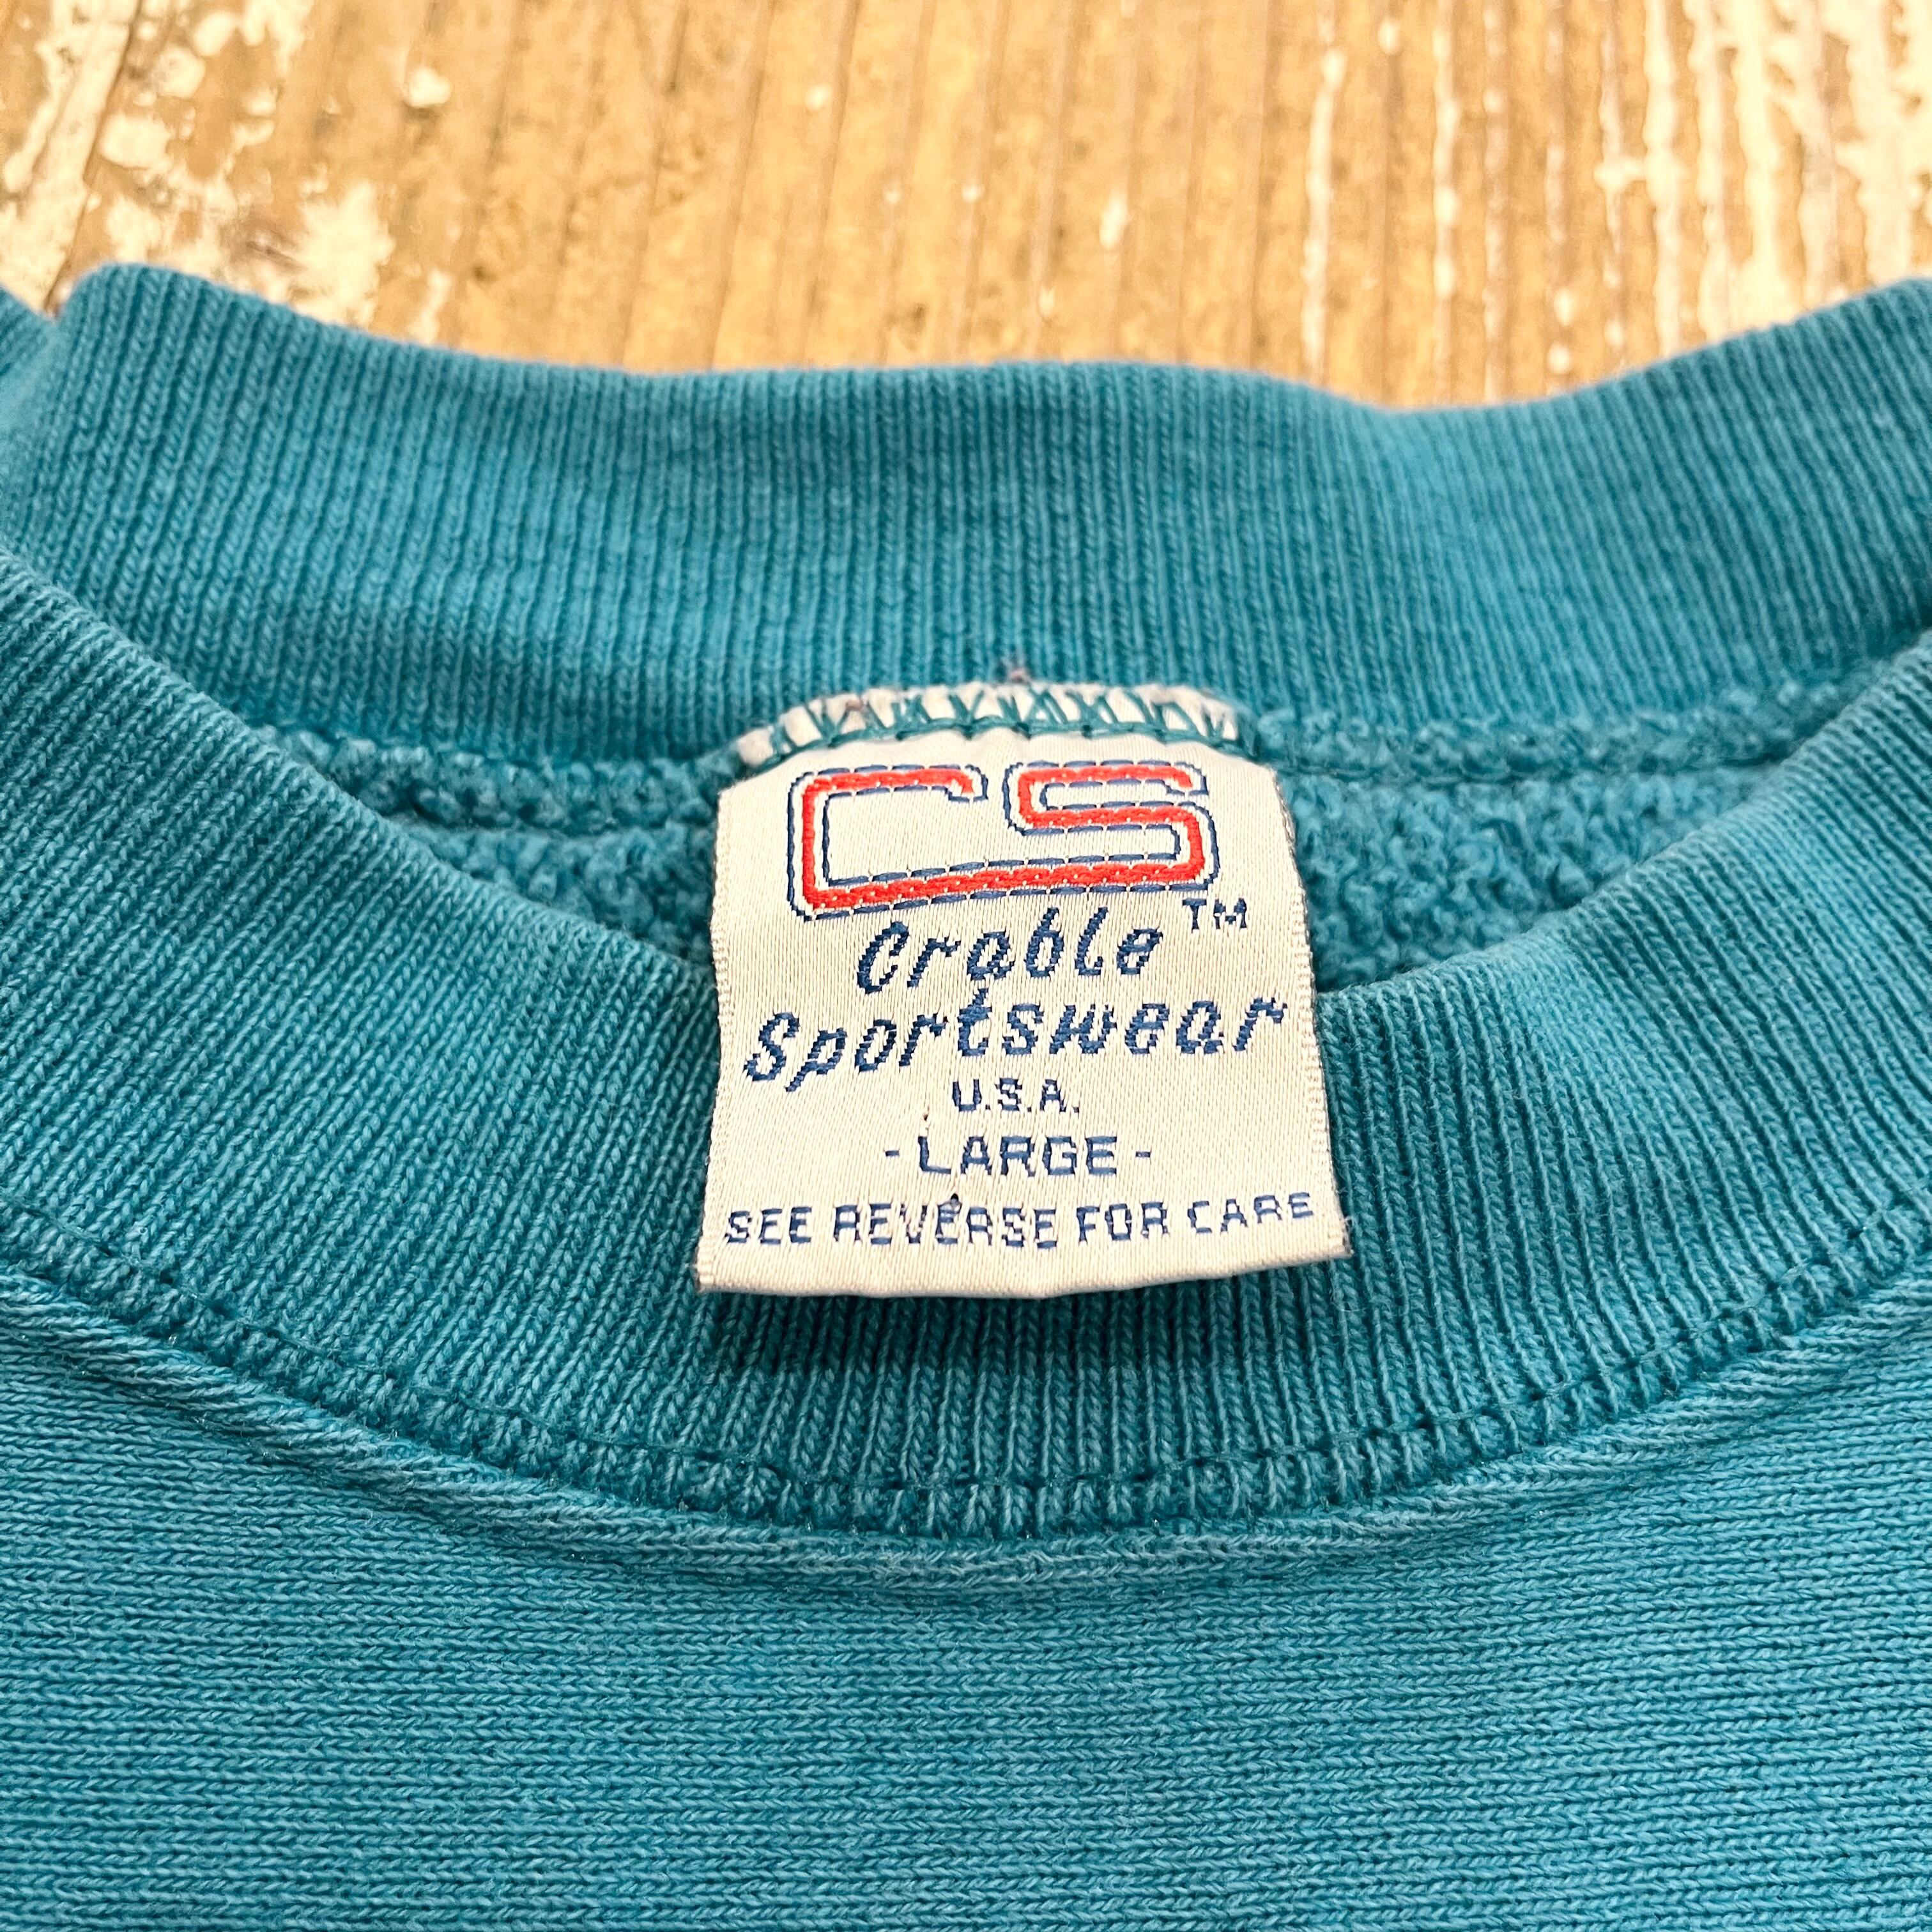 CS
Crable TM
Sportswear
U.S.A.
- LARGE -
SEE REVERSE FOR CARE